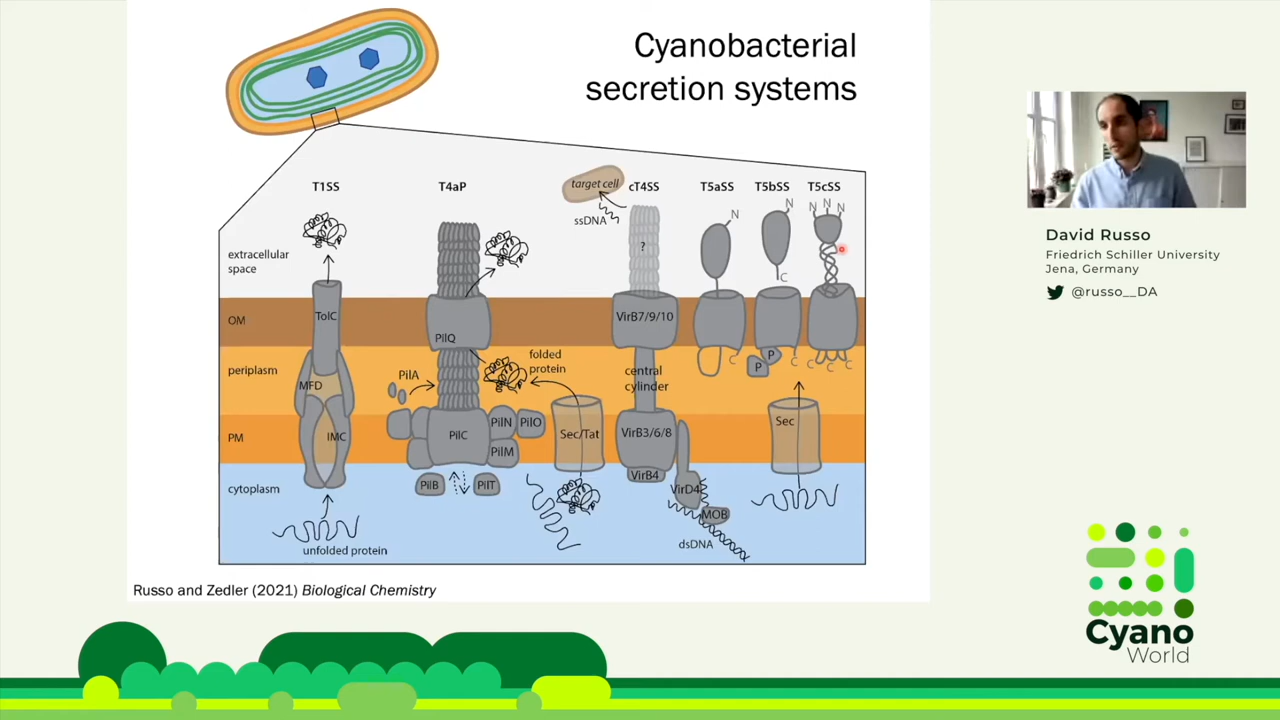 Cyanobacterial
secretion systems
T1SS
T4aP
target cell
cT4SS
T5aSS
T5bSS
T5cSS
N
N
N N N
ssDNA
?
extracellular
space
C
OM
TolC
PilQ
VirB7/9/10
periplasm
MFD
PilA
folded
protein
central
cylinder
C
P
P
C
C C C
PM
IMC
PilC
PilN
PilO
PilM
Sec/Tat
VirB3/6/8
Sec
cytoplasm
PilB
PilT
VirB4
VirD4
MOB
dsDNA
unfolded protein
Russo and Zedler (2021) Biological Chemistry
David Russo
Friedrich Schiller University
Jena, Germany
@russo__DA
Cyano
World